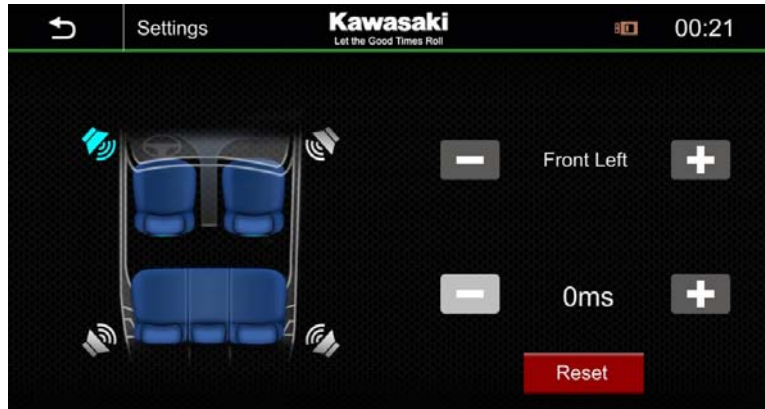 Settings
Kawasaki
Let the Good Times Roll
00:21
Front Left
0ms
Reset